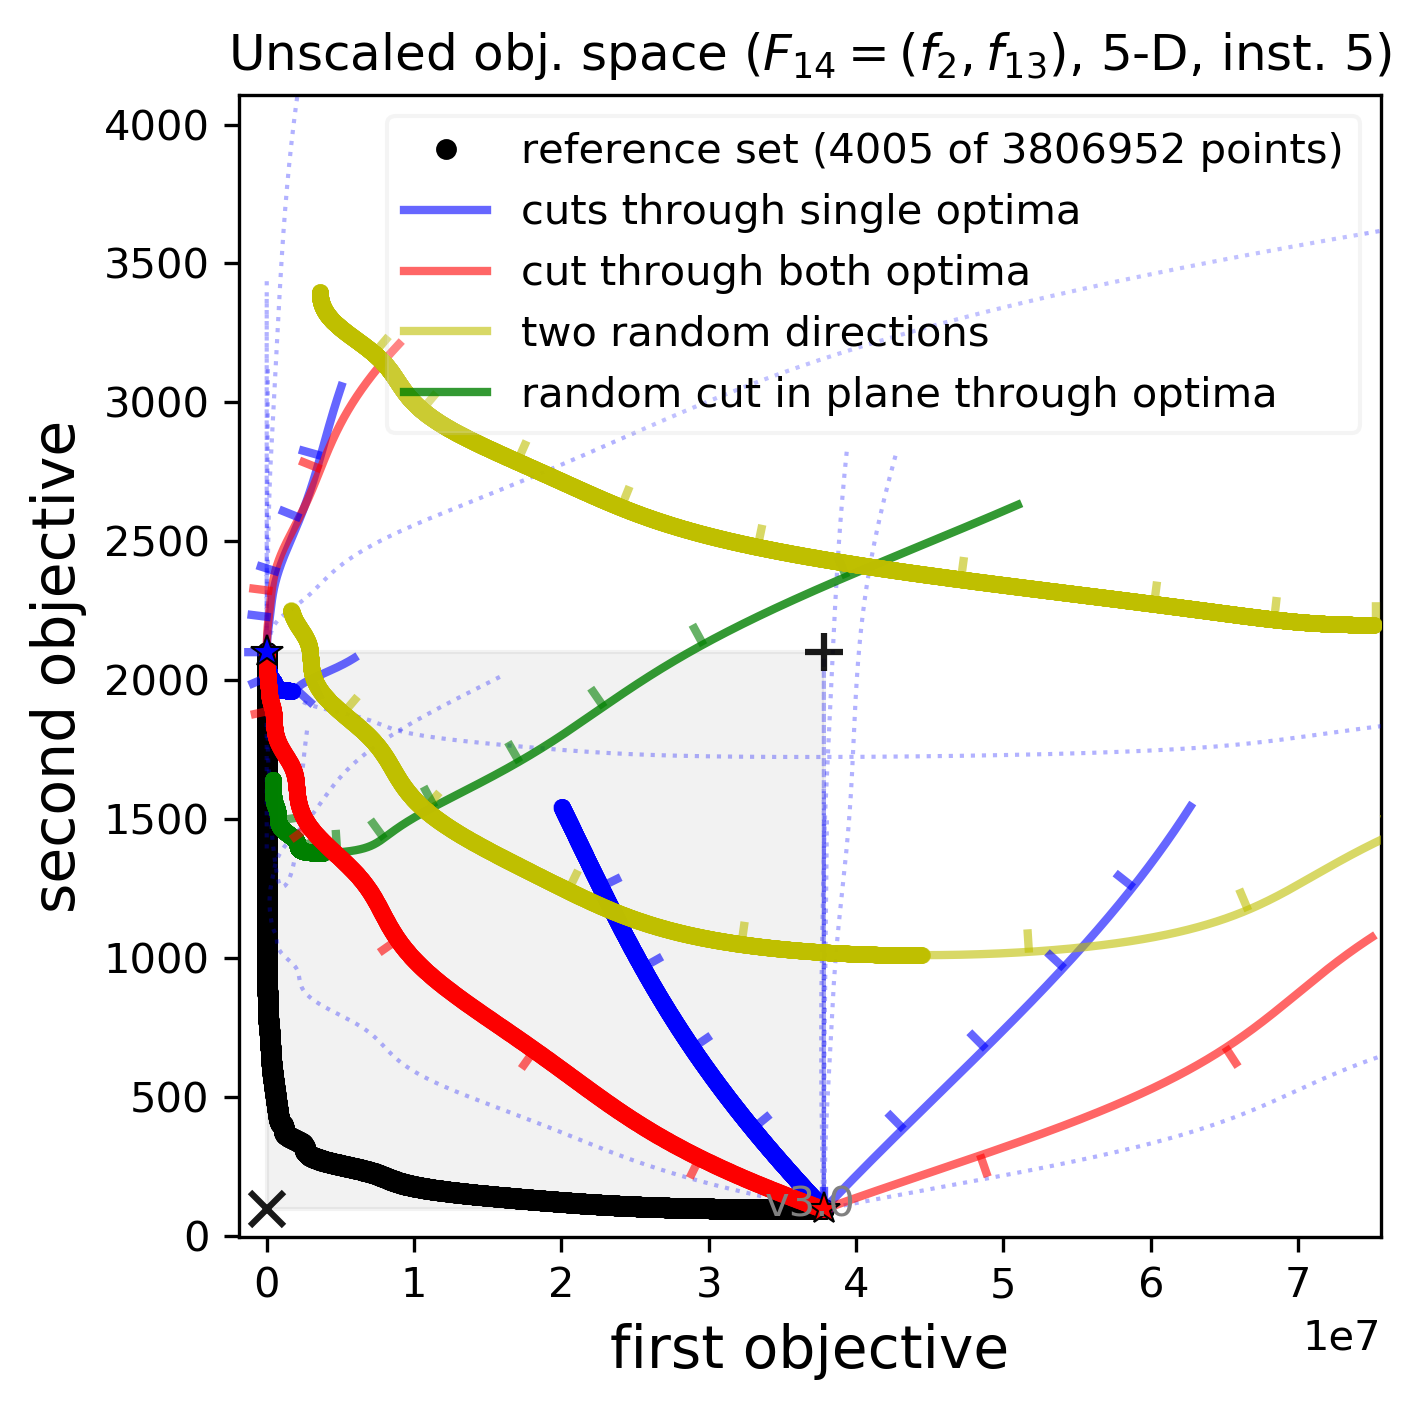 Unscaled obj. space ($F_{14} = (f_2, f_{13})$, 5-D, inst. 5)
4000
3500
3000
2500
2000
1500
1000
500
0
second objective
reference set (4005 of 3806952 points)
cuts through single optima
cut through both optima
two random directions
random cut in plane through optima
v3.0
0 1 2 3 4 5 6 7
1e7
first objective